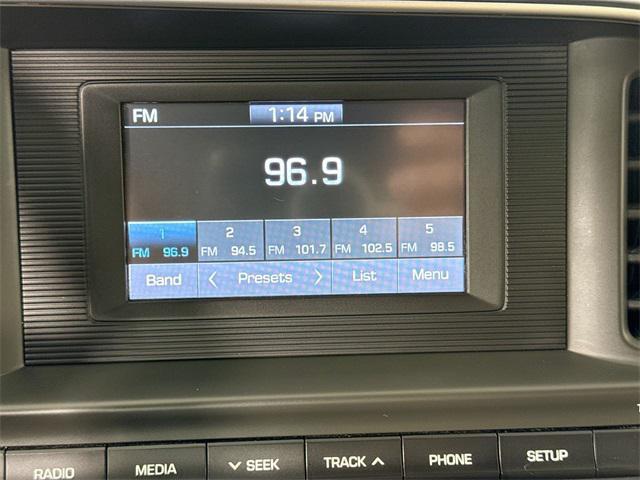 FM 1:14 PM
96.9
1 2 3 4 5
FM 96.9 FM 94.5 FM 101.7 FM 102.5 FM 98.5
Band < Presets > List Menu
RADIO MEDIA ∨ SEEK TRACK ∧ PHONE SETUP